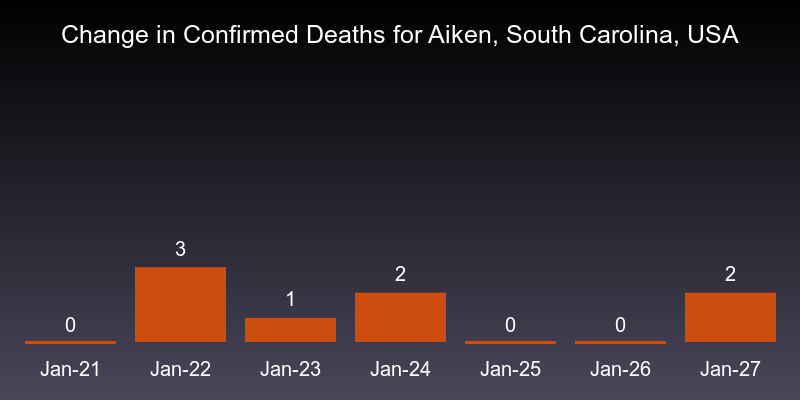 Change in Confirmed Deaths for Aiken, South Carolina, USA
0 3 1 2 0 0 2
Jan-21 Jan-22 Jan-23 Jan-24 Jan-25 Jan-26 Jan-27